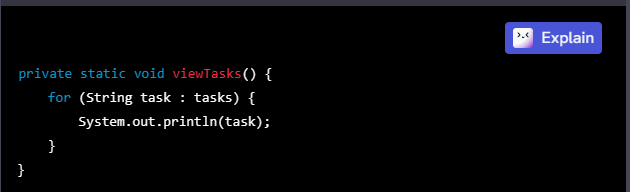 Explain
private static void viewTasks() {
    for (String task : tasks) {
        System.out.println(task);
    }
}